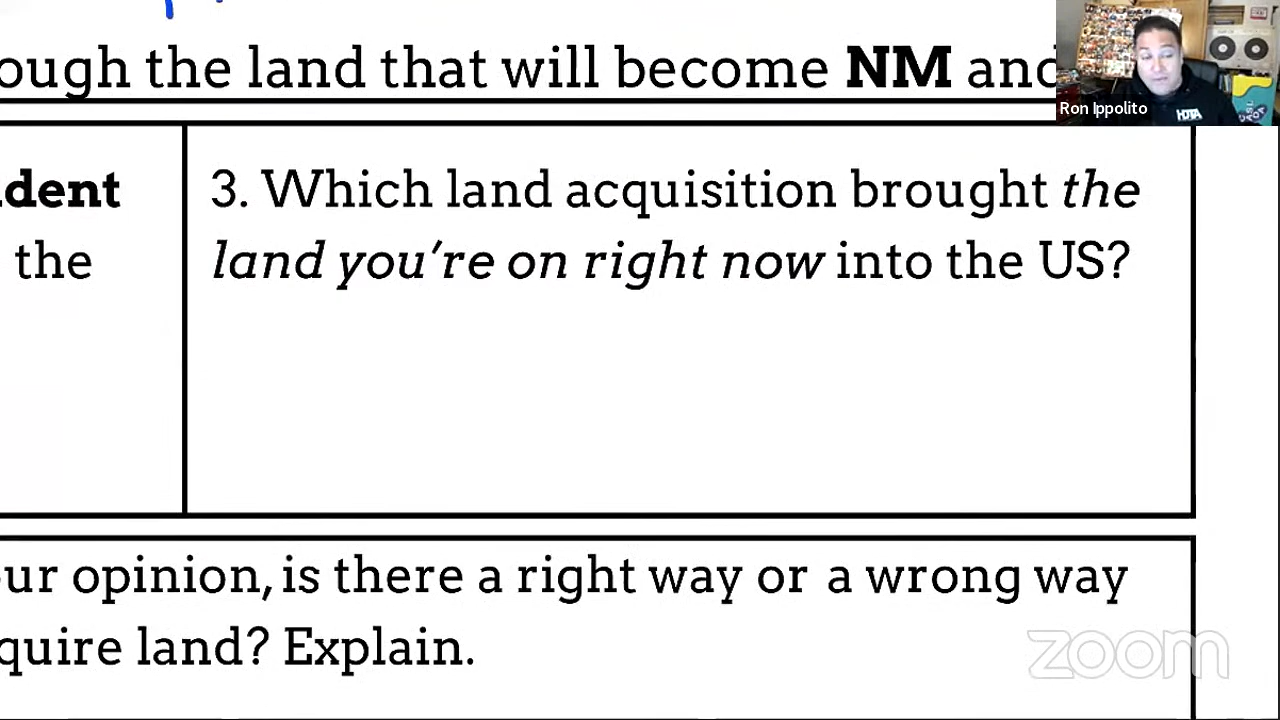 ough the land that will become NM and
Ron Ippolito
dent
the
3. Which land acquisition brought the
land you're on right now into the US?
ur opinion, is there a right way or a wrong way
quire land? Explain.
zoom